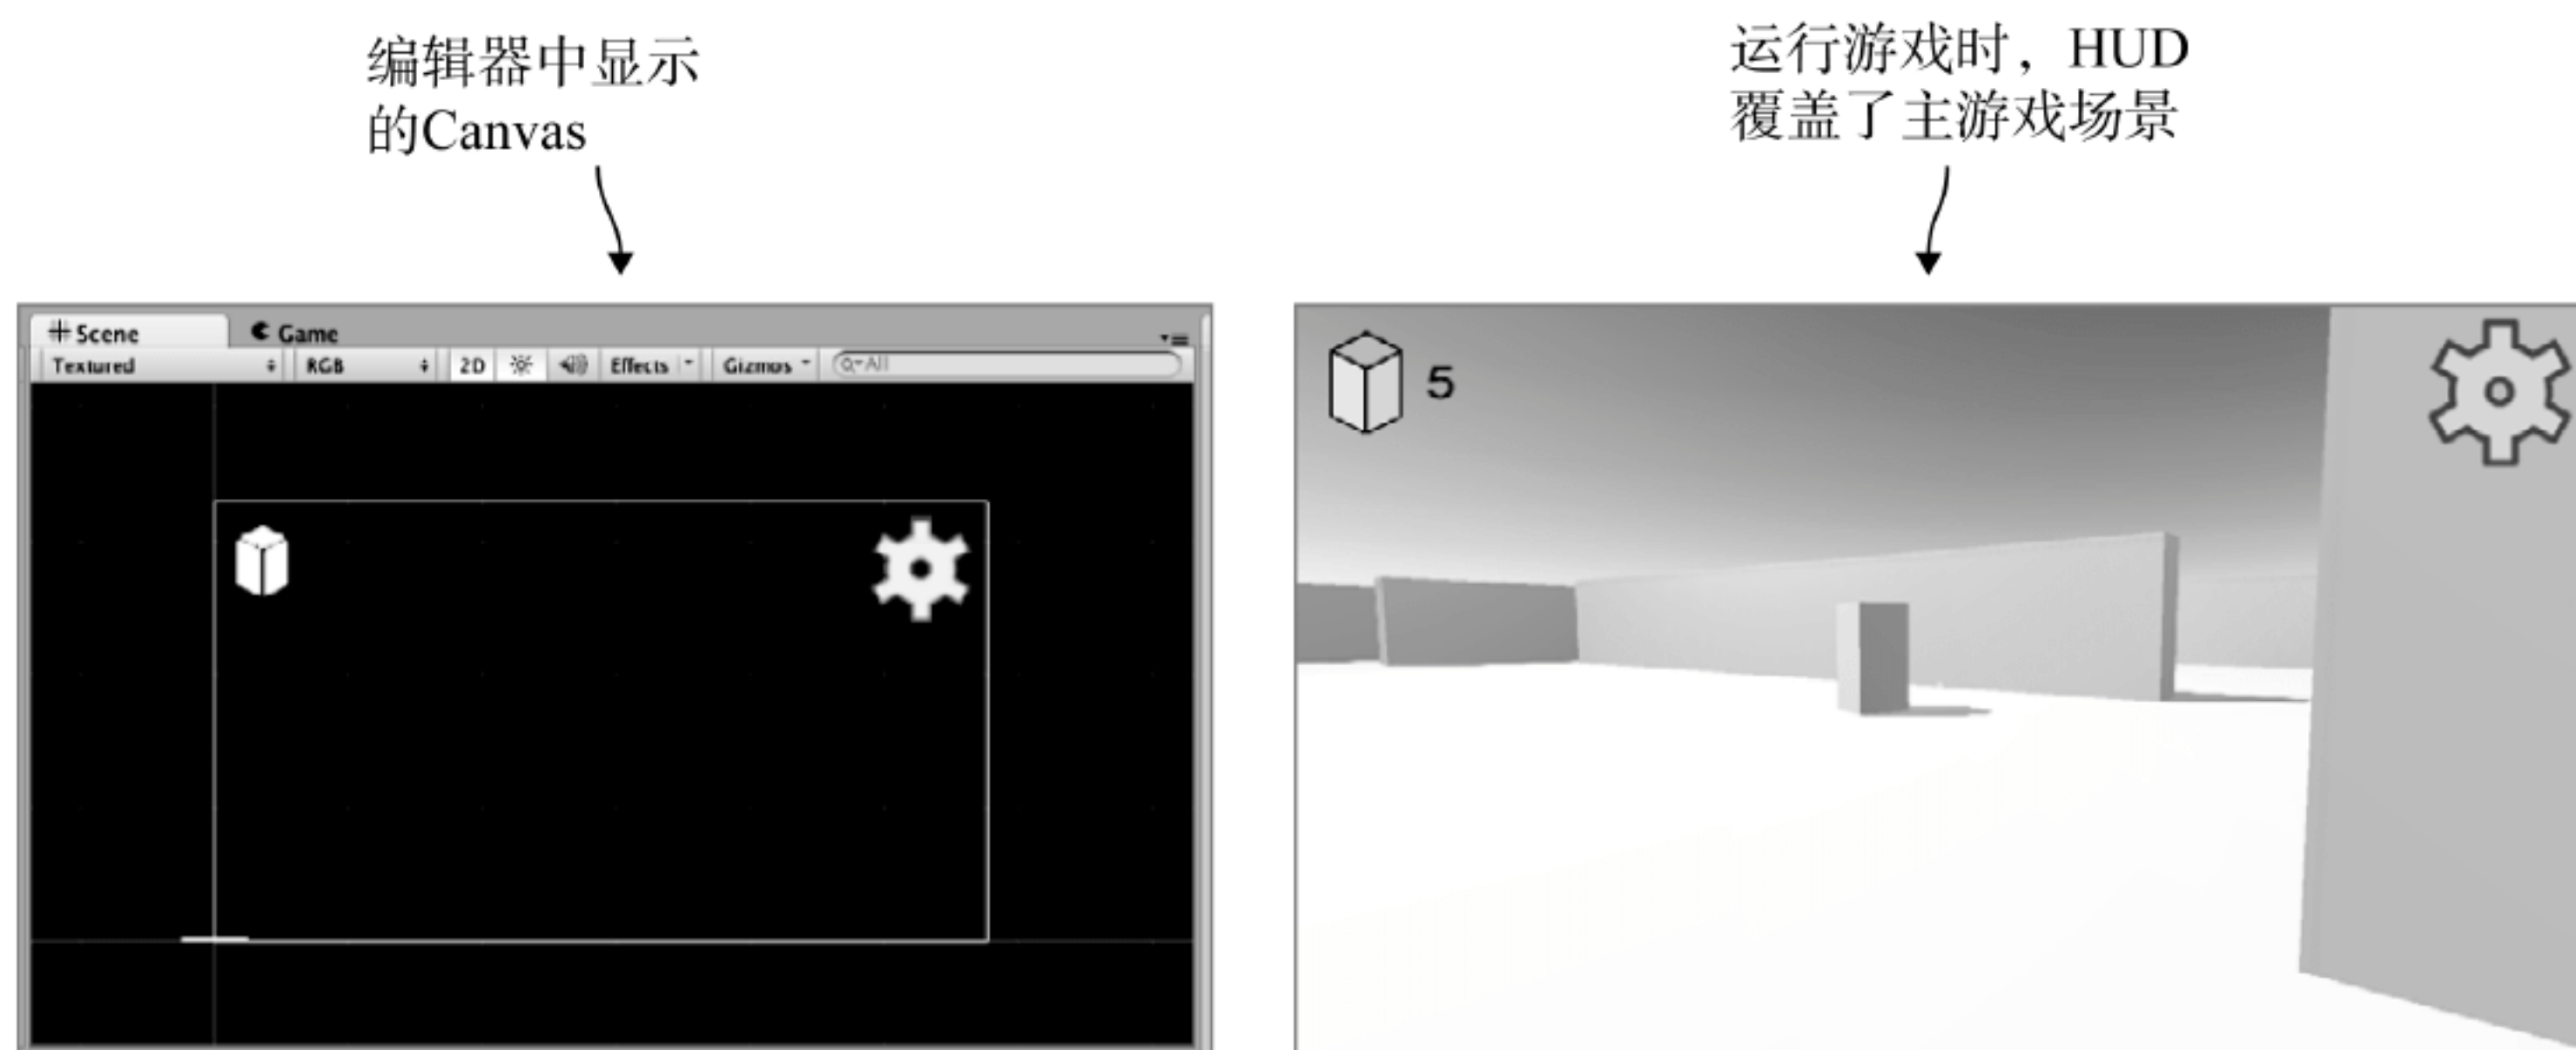 编辑器中显示
的Canvas
运行游戏时，HUD
覆盖了主游戏场景
Scene
Game
Textured
RGB
2D
Effects
Gizmos
All
5